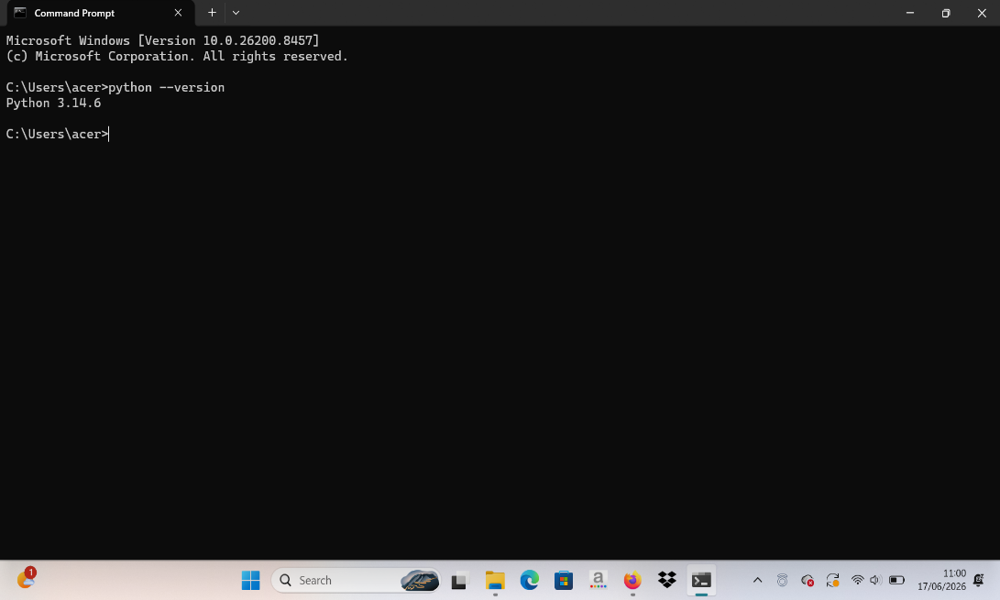 Command Prompt
Microsoft Windows [Version 10.0.26200.8457]
(c) Microsoft Corporation. All rights reserved.
C:\Users\acer>python --version
Python 3.14.6
C:\Users\acer>
1
Search
a
11:00
17/06/2026